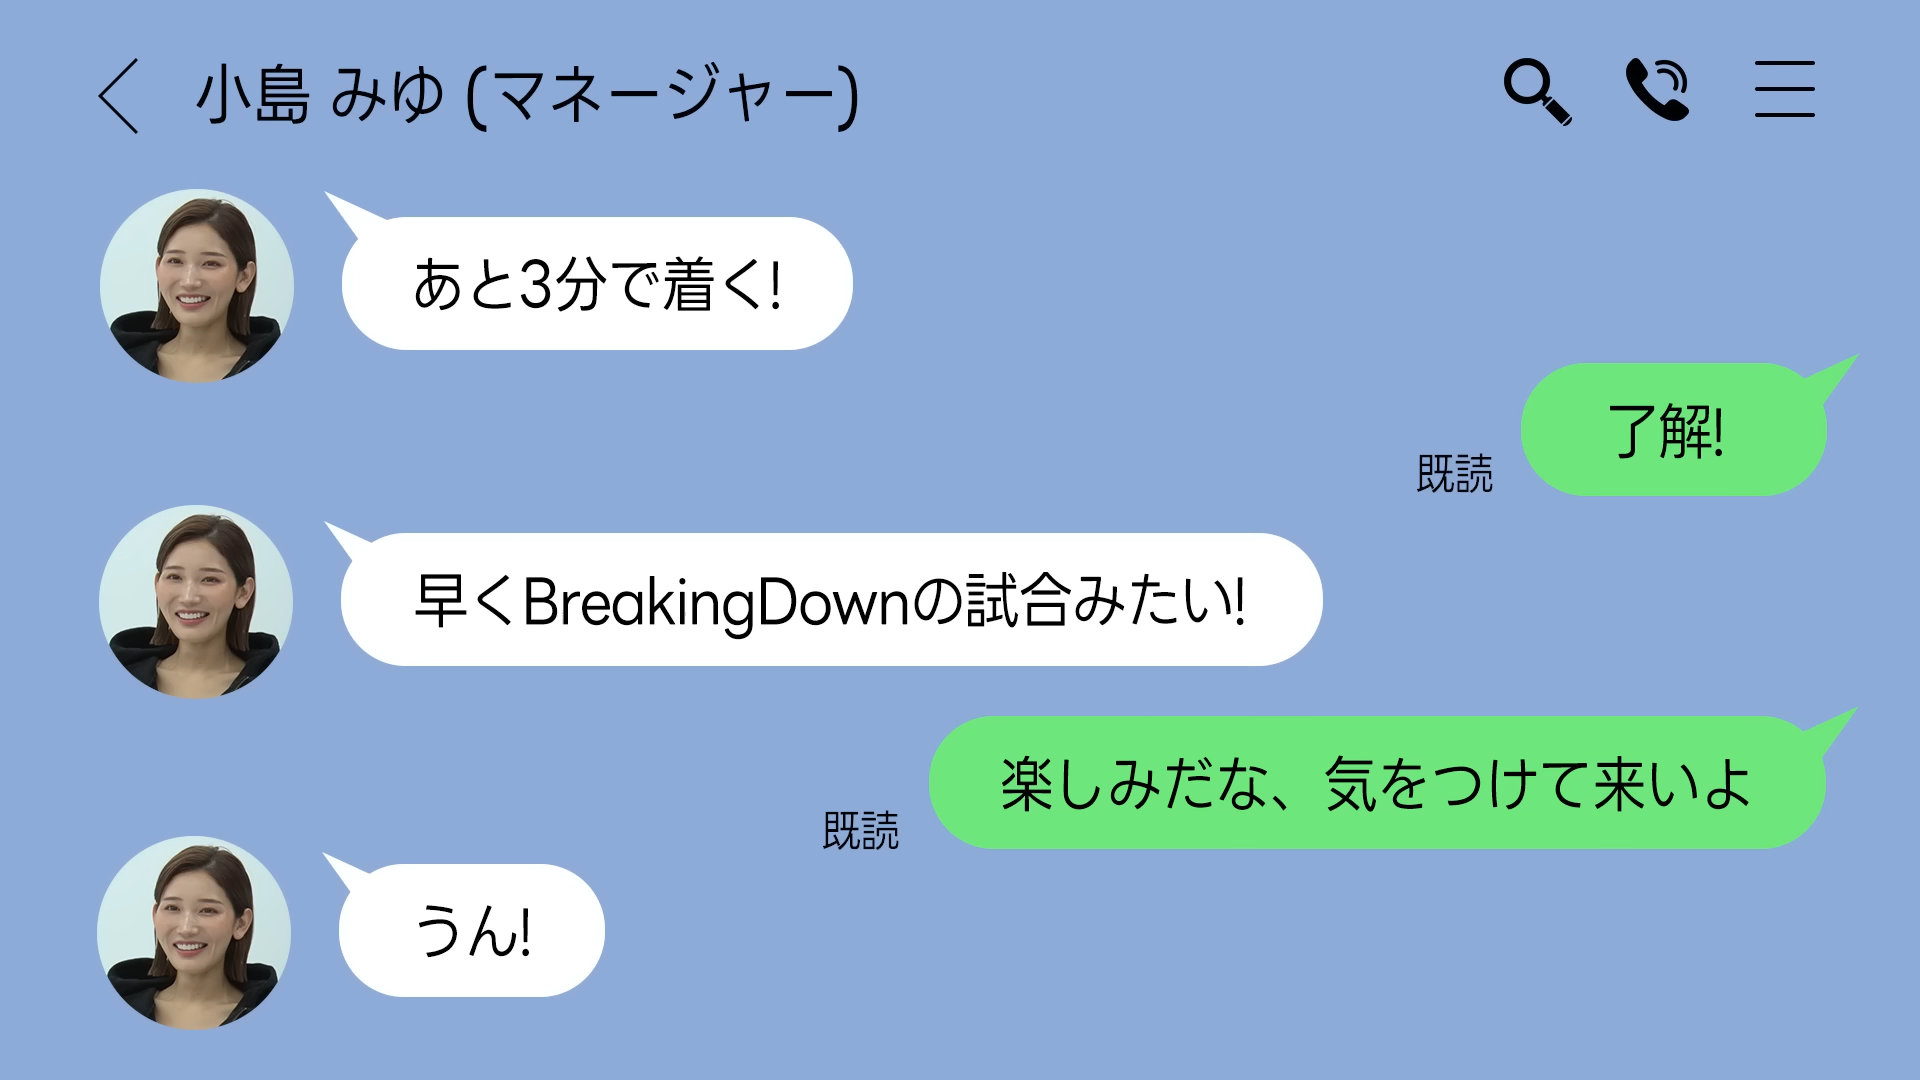 小島 みゆ (マネージャー)
あと3分で着く!
了解!
既読
早くBreakingDownの試合みたい!
楽しみだな、気をつけて来いよ
既読
うん!